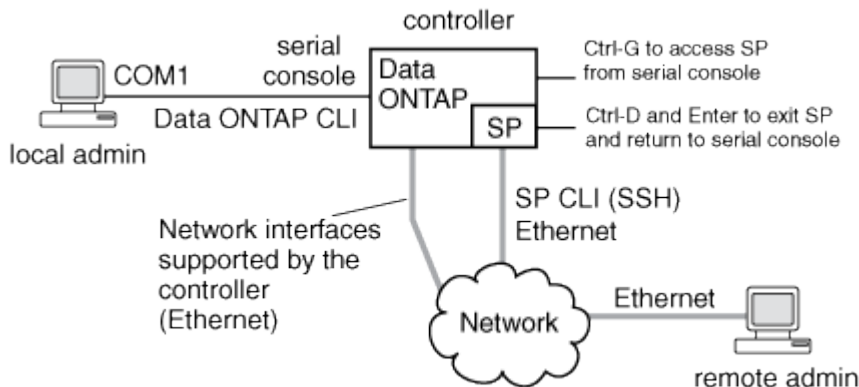 controller
serial
console
COM1
Data ONTAP CLI
local admin
Data
ONTAP
SP
Ctrl-G to access SP
from serial console
Ctrl-D and Enter to exit SP
and return to serial console
Network interfaces
supported by the
controller
(Ethernet)
SP CLI (SSH)
Ethernet
Network
Ethernet
remote admin